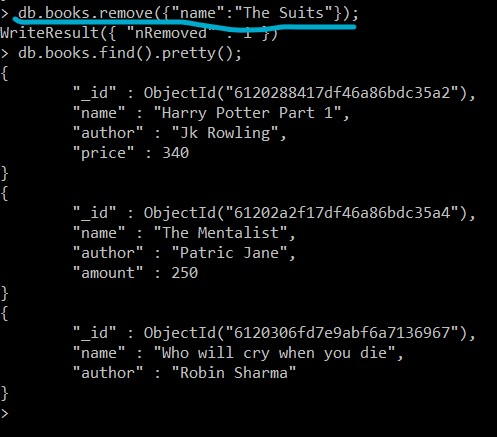 > db.books.remove({"name":"The Suits"});
WriteResult({ "nRemoved" : 1 })
> db.books.find().pretty();
{
        "_id" : ObjectId("6120288417df46a86bdc35a2"),
        "name" : "Harry Potter Part 1",
        "author" : "Jk Rowling",
        "price" : 340
}
{
        "_id" : ObjectId("61202a2f17df46a86bdc35a4"),
        "name" : "The Mentalist",
        "author" : "Patric Jane",
        "amount" : 250
}
{
        "_id" : ObjectId("6120306fd7e9abf6a7136967"),
        "name" : "Who will cry when you die",
        "author" : "Robin Sharma"
}
>